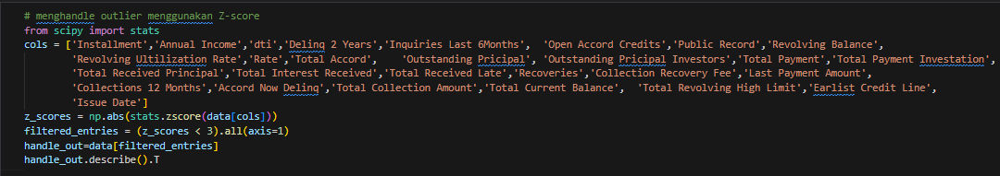 # menghandle outlier menggunakan Z-score
from scipy import stats
cols = ['Installment','Annual Income','dti','Delinq 2 Years','Inquiries Last 6Months',  'Open Accord Credits','Public Record','Revolving Balance',
'Revolving Ultilization Rate','Rate','Total Accord',    'Outstanding Pricipal', 'Outstanding Pricipal Investors','Total Payment','Total Payment Investation',
'Total Received Principal','Total Interest Received','Total Received Late','Recoveries','Collection Recovery Fee','Last Payment Amount',
'Collections 12 Months','Accord Now Delinq','Total Collection Amount','Total Current Balance',  'Total Revolving High Limit','Earlist Credit Line',
'Issue Date']
z_scores = np.abs(stats.zscore(data[cols]))
filtered_entries = (z_scores < 3).all(axis=1)
handle_out=data[filtered_entries]
handle_out.describe().T